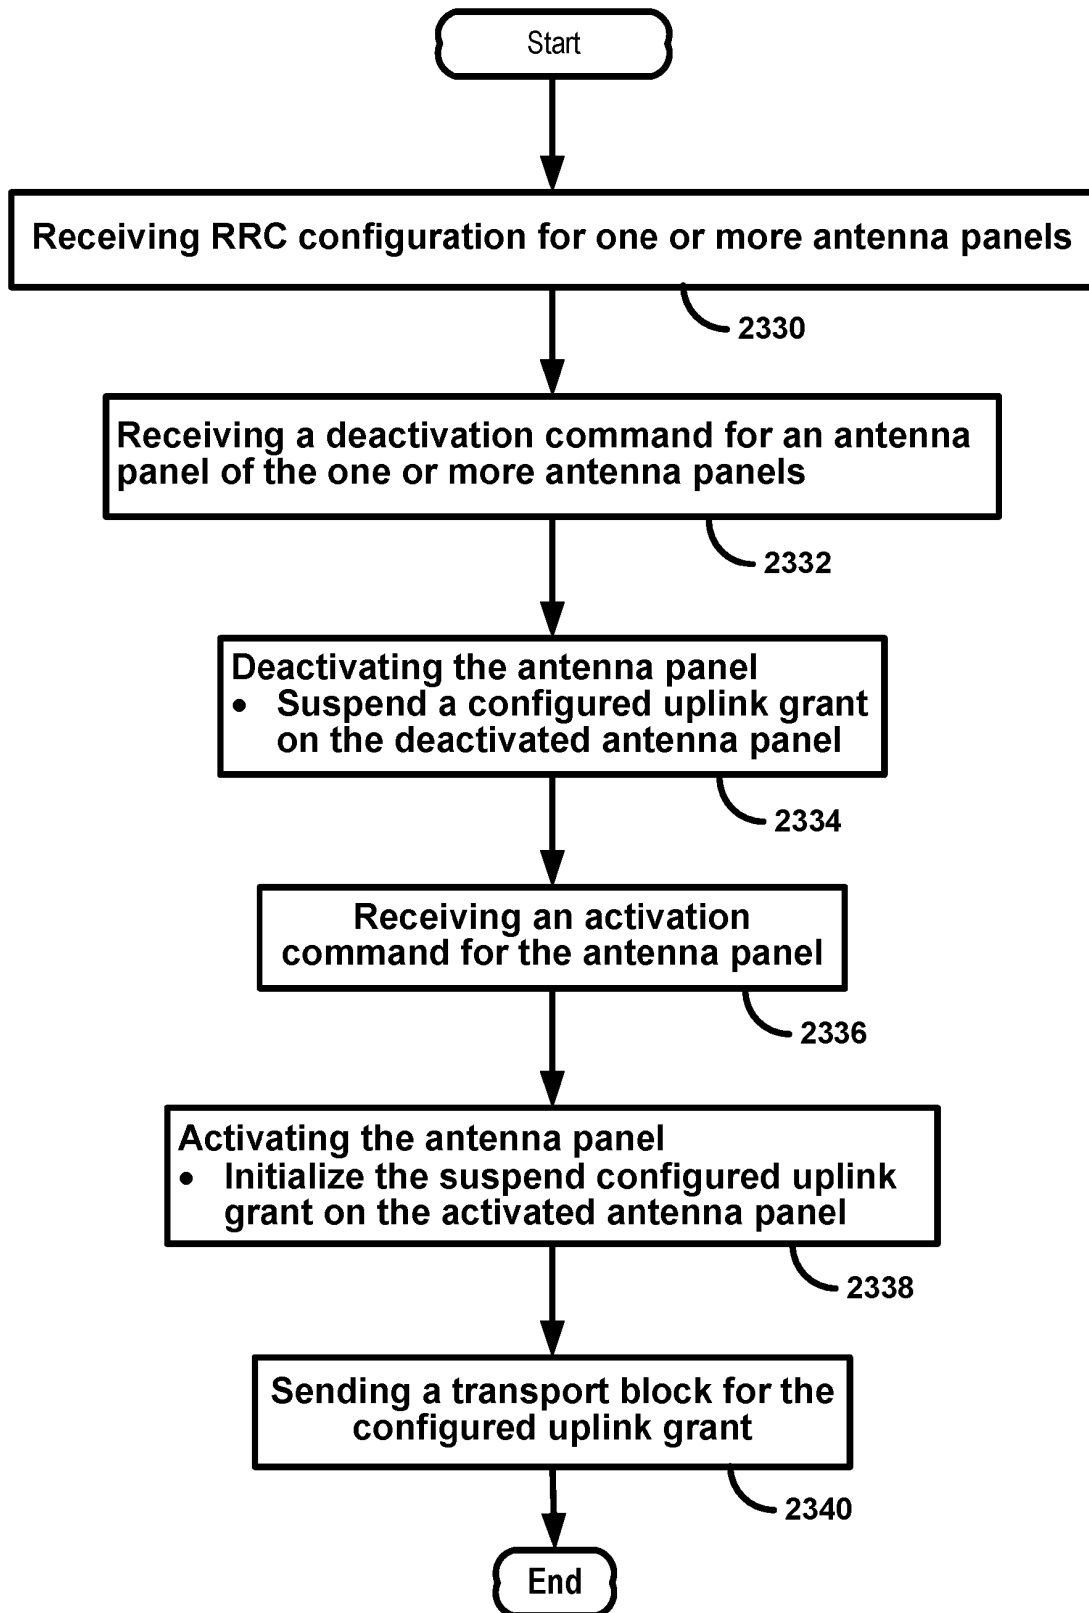 Start
Receiving RRC configuration for one or more antenna panels
2330
Receiving a deactivation command for an antenna
panel of the one or more antenna panels
2332
Deactivating the antenna panel
• Suspend a configured uplink grant
on the deactivated antenna panel
2334
Receiving an activation
command for the antenna panel
2336
Activating the antenna panel
• Initialize the suspend configured uplink
grant on the activated antenna panel
2338
Sending a transport block for the
configured uplink grant
2340
End